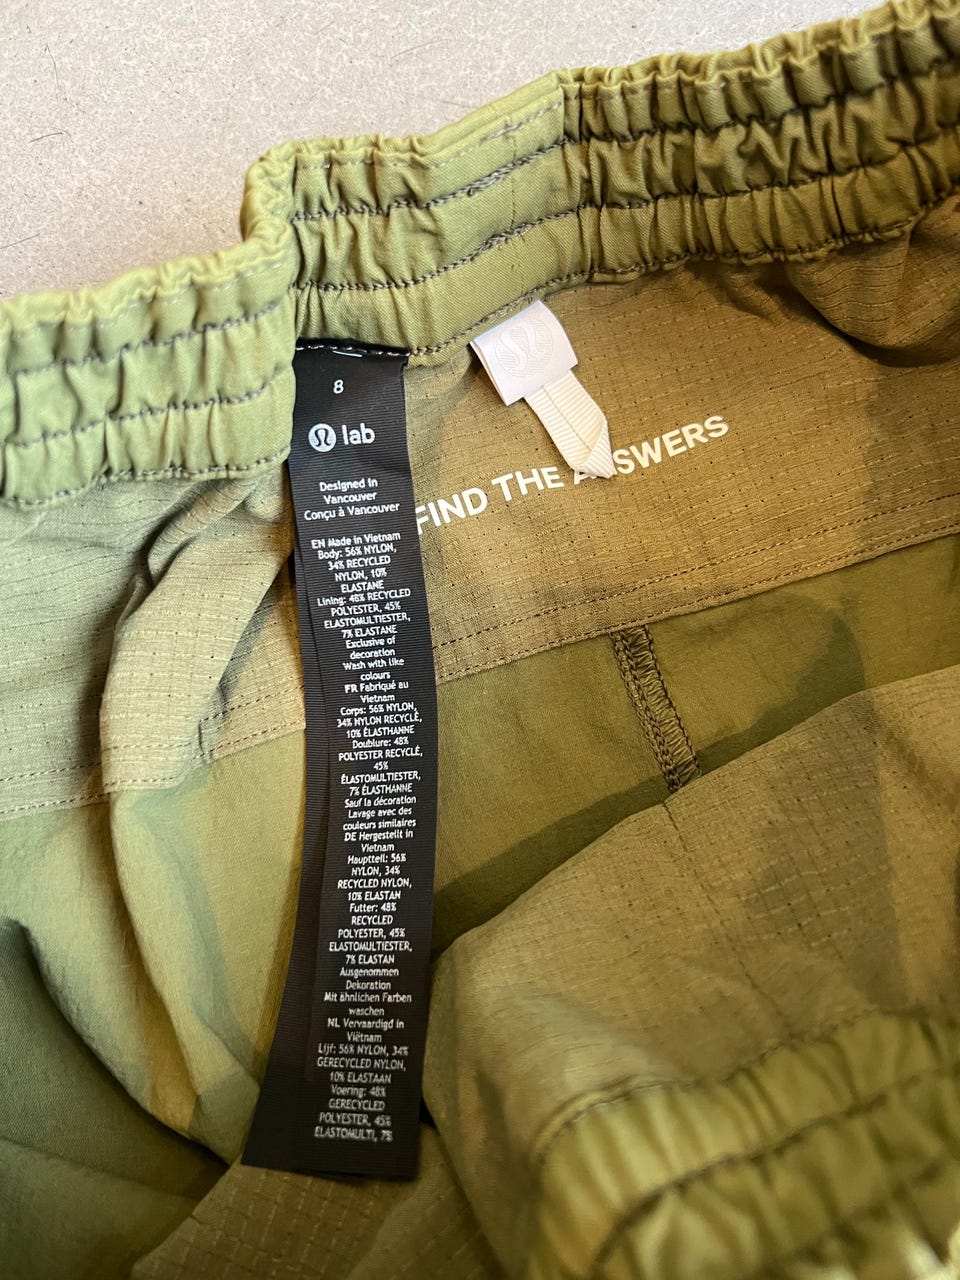 8
lab
Designed in
Vancouver
Conçu à Vancouver
EN Made in Vietnam
Body: 56% NYLON,
34% RECYCLED
NYLON, 10%
ELASTANE
Lining: 48% RECYCLED
POLYESTER, 45%
ELASTOMULTIESTER,
7% ELASTANE
Exclusive of
decoration
Wash with like
colours
FR Fabriqué au
Vietnam
Corps: 56% NYLON,
34% NYLON RECYCLÉ,
10% ÉLASTHANNE
Doublure: 48%
POLYESTER RECYCLÉ,
45%
ÉLASTOMULTIESTER,
7% ÉLASTHANNE
Sauf la décoration
Lavage avec des
couleurs similaires
DE Hergestellt in
Vietnam
Hauptteil: 56%
NYLON, 34%
RECYCLED NYLON,
10% ELASTAN
Futter: 48%
RECYCLED
POLYESTER, 45%
ELASTOMULTIESTER,
7% ELASTAN
Ausgenommen
Dekoration
Mit ähnlichen Farben
waschen
NL Vervaardigd in
Viëtnam
Lijf: 56% NYLON, 34%
GERECYCLED NYLON,
10% ELASTAAN
Voering: 48%
GERECYCLED
POLYESTER, 45%
ELASTOMULTI, 7%
FIND THE ANSWERS